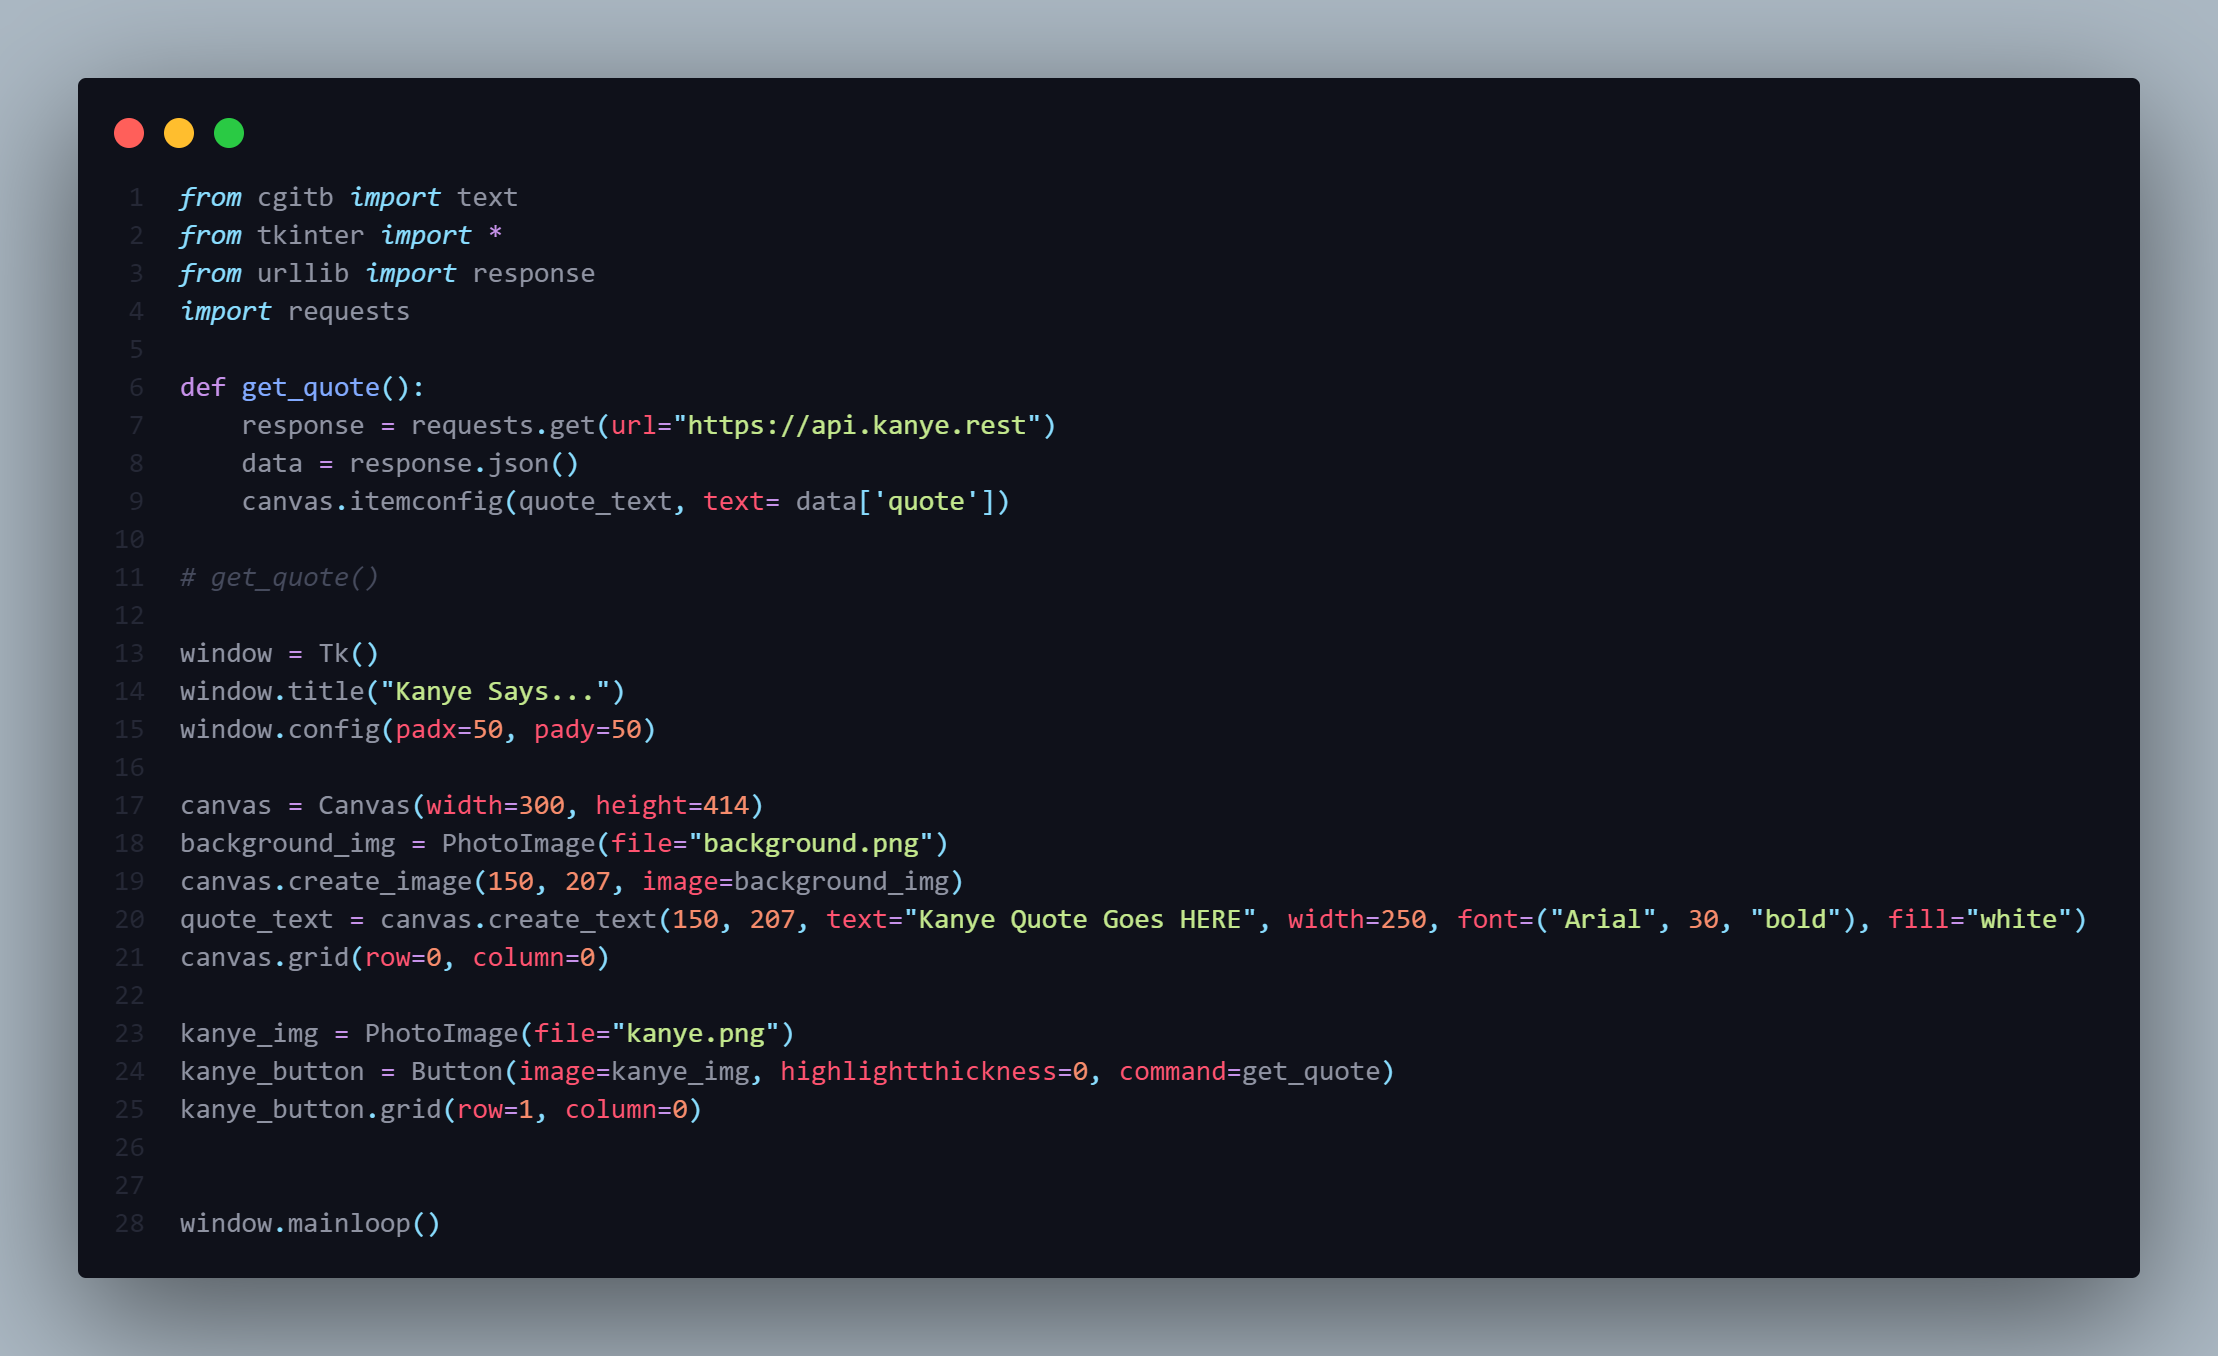 1 from cgitb import text
2 from tkinter import *
3 from urllib import response
4 import requests
5
6 def get_quote():
7     response = requests.get(url="https://api.kanye.rest")
8     data = response.json()
9     canvas.itemconfig(quote_text, text= data['quote'])
10
11 # get_quote()
12
13 window = Tk()
14 window.title("Kanye Says...")
15 window.config(padx=50, pady=50)
16
17 canvas = Canvas(width=300, height=414)
18 background_img = PhotoImage(file="background.png")
19 canvas.create_image(150, 207, image=background_img)
20 quote_text = canvas.create_text(150, 207, text="Kanye Quote Goes HERE", width=250, font=("Arial", 30, "bold"), fill="white")
21 canvas.grid(row=0, column=0)
22
23 kanye_img = PhotoImage(file="kanye.png")
24 kanye_button = Button(image=kanye_img, highlightthickness=0, command=get_quote)
25 kanye_button.grid(row=1, column=0)
26
27
28 window.mainloop()